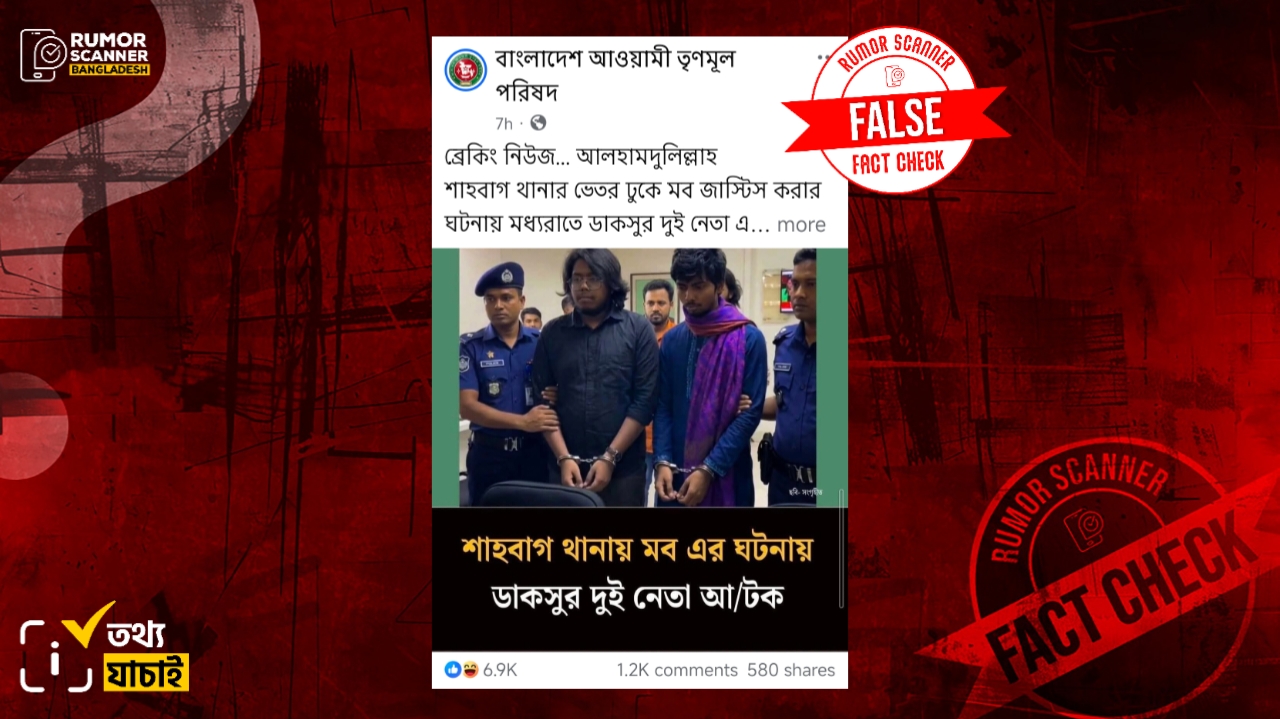 RUMOR
SCANNER
BANGLADESH
বাংলাদেশ আওয়ামী তৃণমূল
পরিষদ
7h ·
ব্রেকিং নিউজ... আলহামদুলিল্লাহ
শাহবাগ থানার ভেতর ঢুকে মব জাস্টিস করার
ঘটনায় মধ্যরাতে ডাকসুর দুই নেতা এ... more
RUMOR SCANNER
FALSE
FACT CHECK
ছবি- সংগৃহীত
শাহবাগ থানায় মব এর ঘটনায়
ডাকসুর দুই নেতা আ/টক
6.9K
1.2K comments 580 shares
RUMOR SCANNER
FACT CHECK
তথ্য
যাচাই